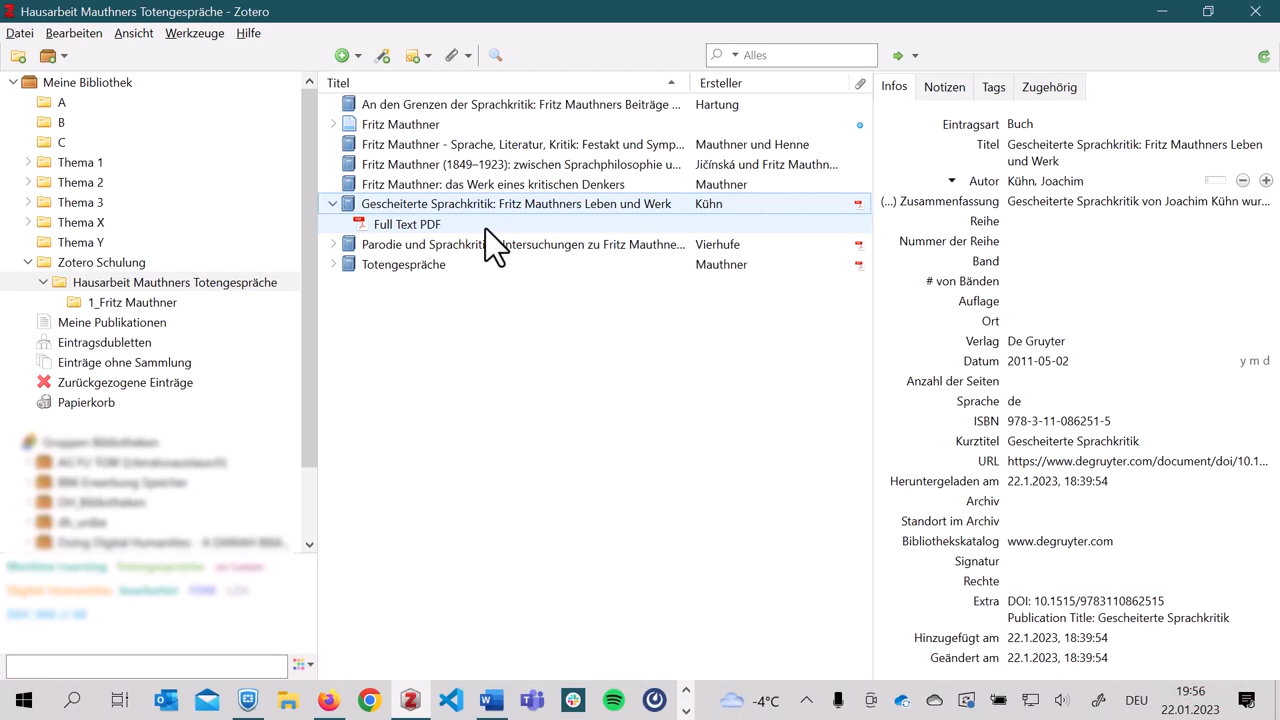 Hausarbeit Mauthners Totengespräche - Zotero
Datei Bearbeiten Ansicht Werkzeuge Hilfe
Alles
Meine Bibliothek
A
B
C
Thema 1
Thema 2
Thema 3
Thema X
Thema Y
Zotero Schulung
Hausarbeit Mauthners Totengespräche
1_Fritz Mauthner
Meine Publikationen
Eintragsdubletten
Einträge ohne Sammlung
Zurückgezogene Einträge
Papierkorb
Titel Ersteller
An den Grenzen der Sprachkritik: Fritz Mauthners Beiträge ... Hartung
Fritz Mauthner
Fritz Mauthner - Sprache, Literatur, Kritik: Festakt und Symp... Mauthner und Henne
Fritz Mauthner (1849–1923): zwischen Sprachphilosophie u... Jičínská und Fritz Mauthn...
Fritz Mauthner: das Werk eines kritischen Denkers Mauthner
Gescheiterte Sprachkritik: Fritz Mauthners Leben und Werk Kühn
Full Text PDF
Parodie und Sprachkriti ntersuchungen zu Fritz Mauthne... Vierhufe
Totengespräche Mauthner
Infos Notizen Tags Zugehörig
Eintragsart Buch
Titel Gescheiterte Sprachkritik: Fritz Mauthners Leben
und Werk
Autor Kühn, Joachim
(...) Zusammenfassung Gescheiterte Sprachkritik von Joachim Kühn wur...
Reihe
Nummer der Reihe
Band
# von Bänden
Auflage
Ort
Verlag De Gruyter
Datum 2011-05-02 y m d
Anzahl der Seiten
Sprache de
ISBN 978-3-11-086251-5
Kurztitel Gescheiterte Sprachkritik
URL https://www.degruyter.com/document/doi/10.1...
Heruntergeladen am 22.1.2023, 18:39:54
Archiv
Standort im Archiv
Bibliothekskatalog www.degruyter.com
Signatur
Rechte
Extra DOI: 10.1515/9783110862515
Publication Title: Gescheiterte Sprachkritik
Hinzugefügt am 22.1.2023, 18:39:54
Geändert am 22.1.2023, 18:39:54
-4°C DEU 19:56
22.01.2023